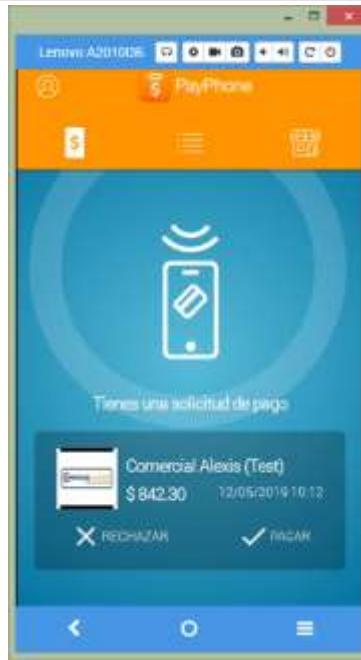 Lenovo A2010Q6
PayPhone
Tienes una solicitud de pago
Comercial Alexis (Test)
$ 842.30 12/05/2019 10:12
RECHAZAR PAGAR